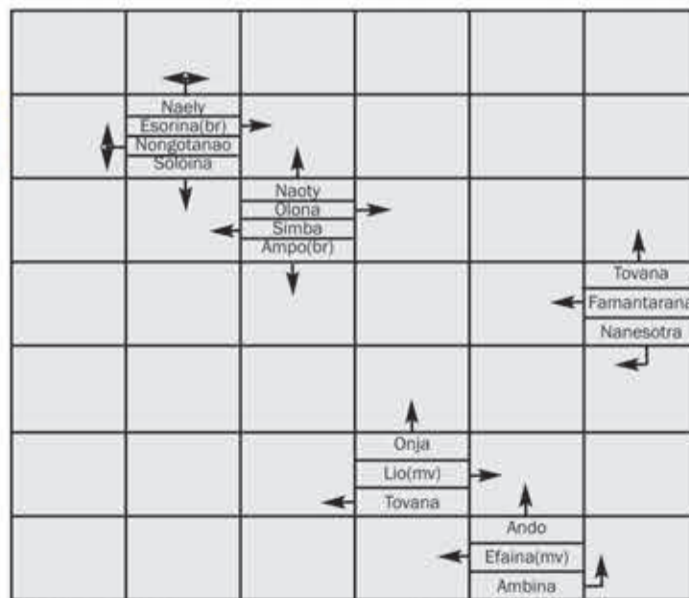 Naely
Esorina(br)
Nongotanao
Soloina
Naoty
Olona
Simba
Ampo(br)
Tovana
Famantarana
Nanesotra
Onja
Lio(mv)
Tovana
Ando
Efaina(mv)
Ambina